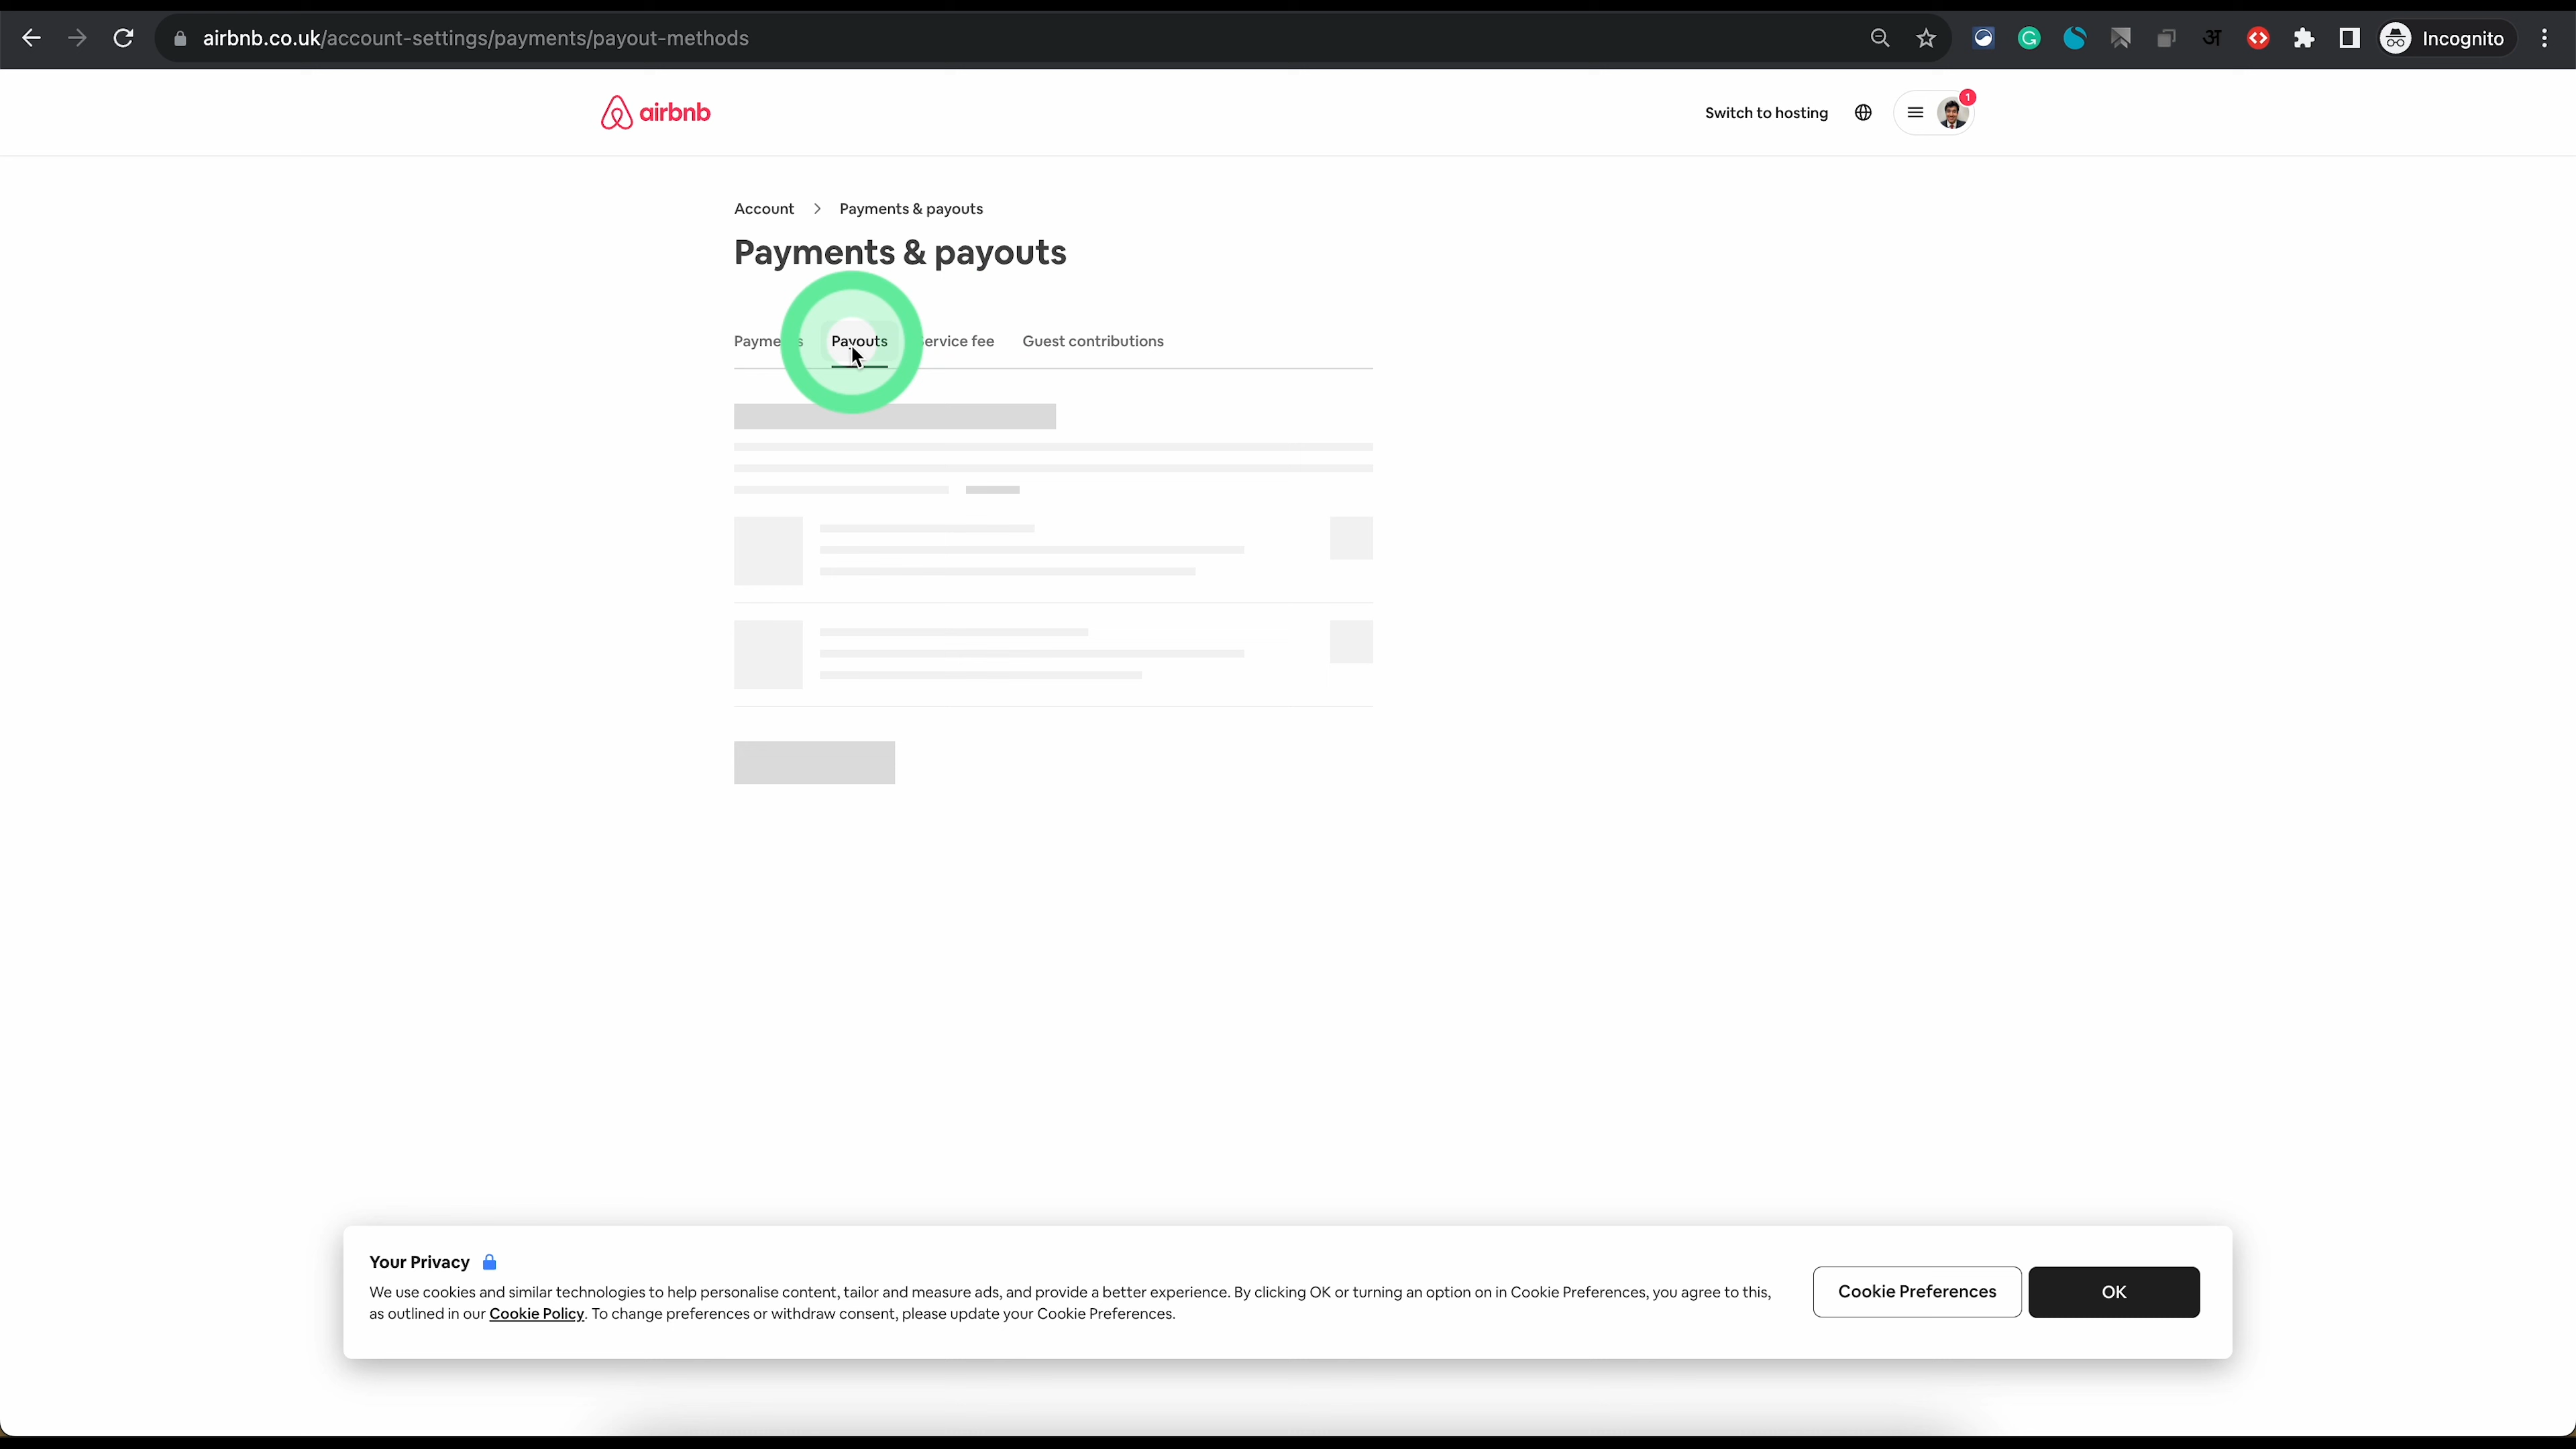 airbnb.co.uk/account-settings/payments/payout-methods
अ
Incognito
airbnb
Switch to hosting
1
Account > Payments & payouts
Payments & payouts
Payments Payouts Service fee Guest contributions
Your Privacy
We use cookies and similar technologies to help personalise content, tailor and measure ads, and provide a better experience. By clicking OK or turning an option on in Cookie Preferences, you agree to this,
as outlined in our Cookie Policy. To change preferences or withdraw consent, please update your Cookie Preferences.
Cookie Preferences
OK